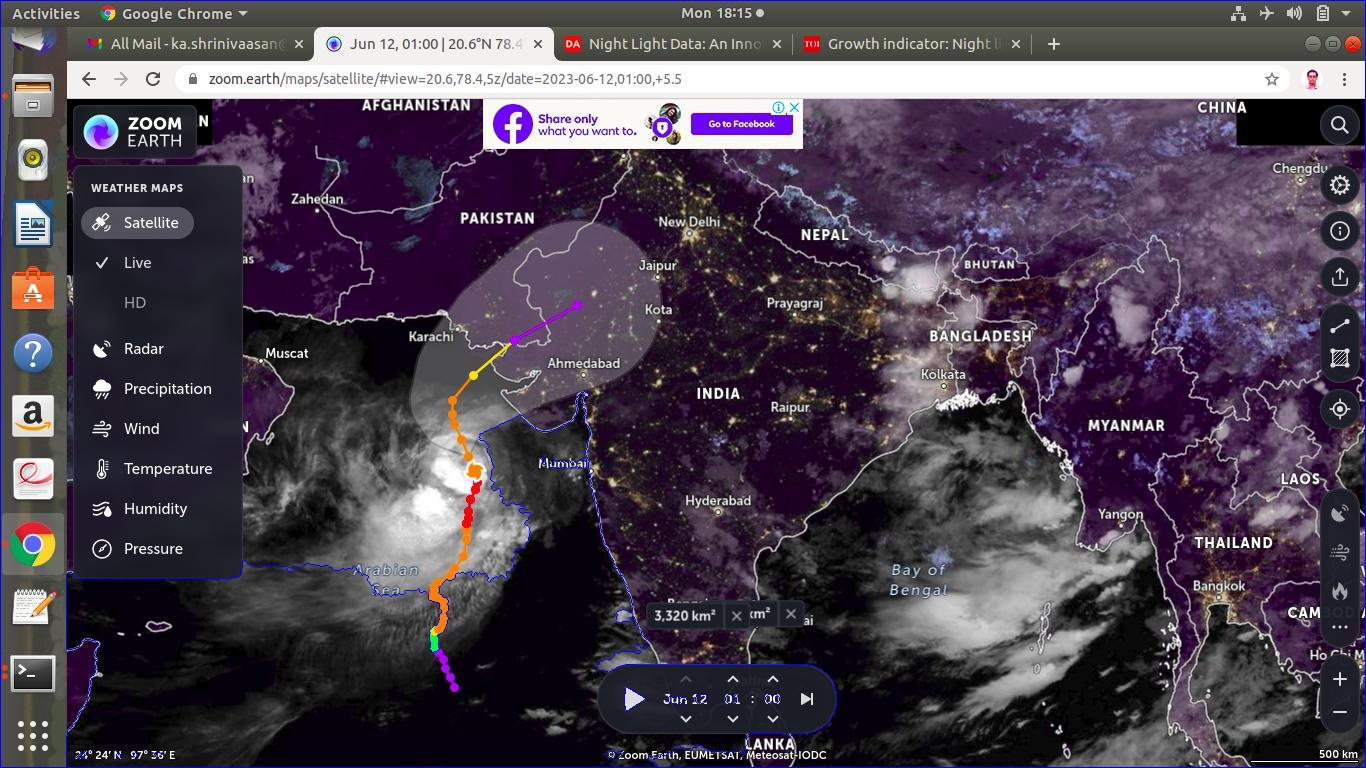 Activities
Google Chrome
Mon 18:15
All Mail - ka.shrinivaasan@
Jun 12, 01:00 | 20.6°N 78.4
DA
Night Light Data: An Inno
TOI
Growth indicator: Night l
zoom.earth/maps/satellite/#view=20.6,78.4,5z/date=2023-06-12,01:00,+5.5
ZOOM
EARTH
AFGHANISTAN
Share only
what you want to.
Go to Facebook
CHINA
WEATHER MAPS
Satellite
Live
HD
Radar
Precipitation
Wind
Temperature
Humidity
Pressure
Chengdu
Zahedan
PAKISTAN
New Delhi
NEPAL
Jaipur
BHUTAN
Prayagraj
Kota
Karachi
BANGLADESH
Muscat
Ahmedabad
Kolkata
INDIA
Raipur
MYANMAR
Mumbai
LAOS
Hyderabad
Yangon
THAILAND
Arabian
Sea
Bay of
Bengal
Bangkok
3,320 km²
km²
Ho Chi M
Jun 12 01 : 00
LANKA
24° 24' N 97° 36' E
© Zoom Earth, EUMETSAT, Meteosat-IODC
500 km